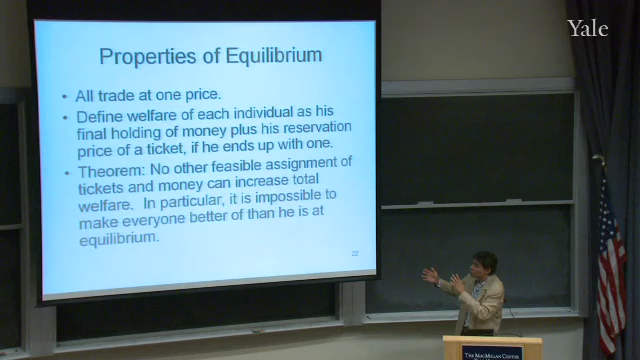 Yale
Properties of Equilibrium
• All trade at one price.
• Define welfare of each individual as his
final holding of money plus his reservation
price of a ticket, if he ends up with one.
• Theorem: No other feasible assignment of
tickets and money can increase total
welfare. In particular, it is impossible to
make everyone better of than he is at
equilibrium.
22
THE MACMILLAN CENTER